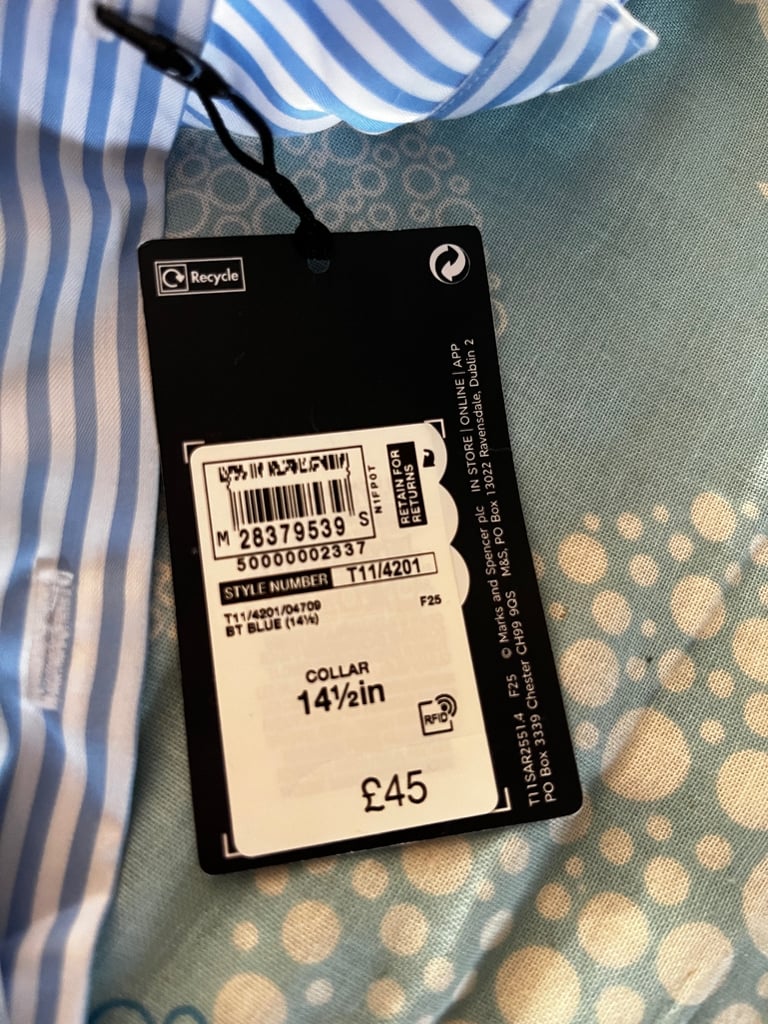 Recycle
M 28379539 S
50000002337
N1FP0T
RETAIN FOR
RETURNS
STYLE NUMBER T11/4201
T11/4201/04709 F25
BT BLUE (14½)
COLLAR
14½in
RFID
£45
IN STORE | ONLINE | APP
© Marks and Spencer plc
M&S, PO Box 13022 Ravensdale, Dublin 2
T11SAR2551.4 F25
PO Box 3339 Chester CH99 9QS